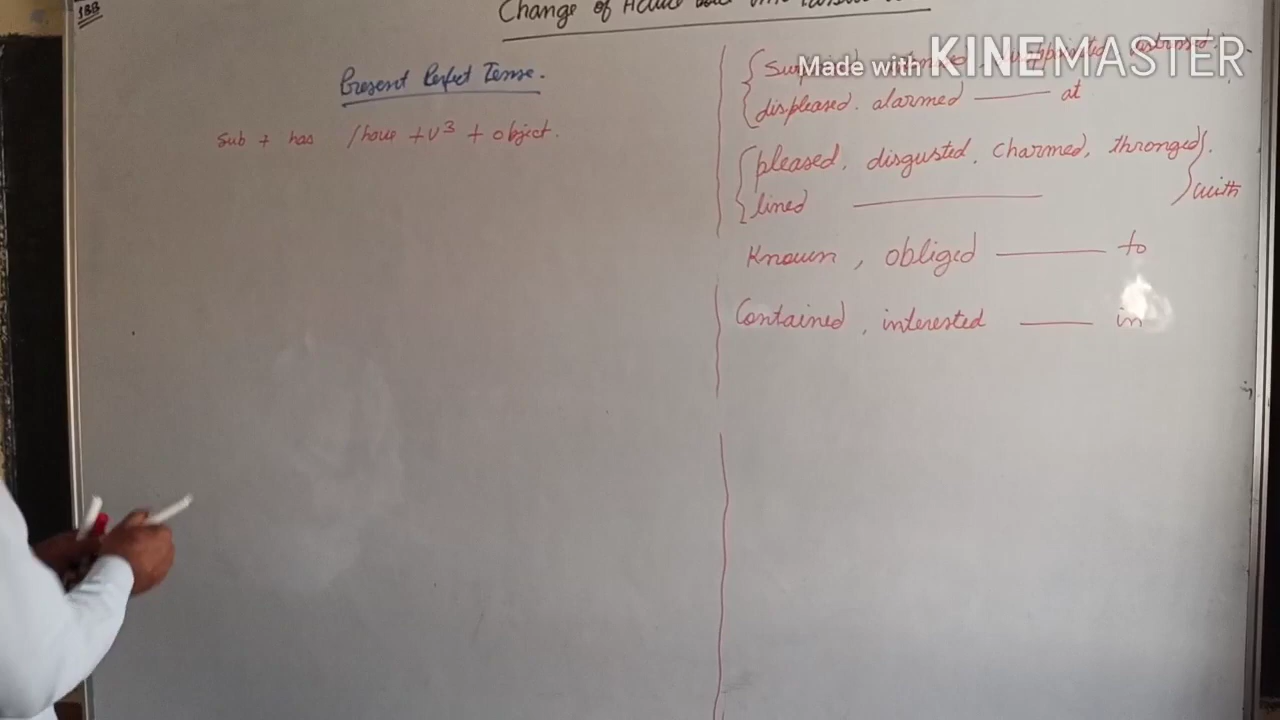 Change of
Present Perfect Tense.
Sub + has /have + V3 + object.
displeased. alarmed ——— at
pleased, disgusted, charmed, thronged.
lined ——— with
Known, obliged ——— to
Contained, interested ——— in
Made with KINEMASTER